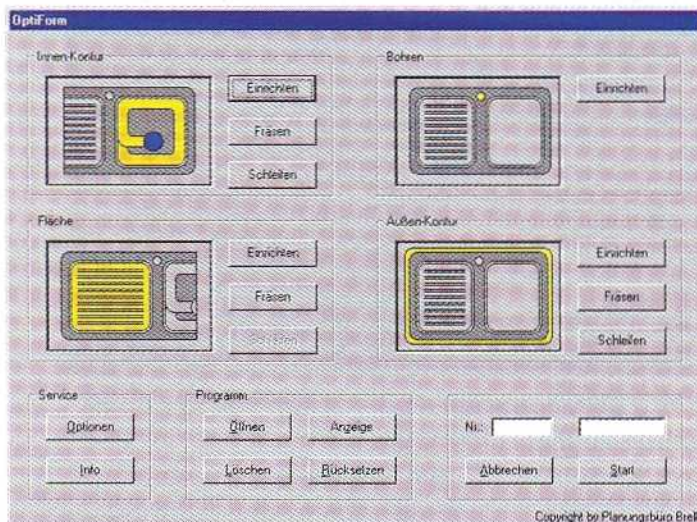 OptiForm
Innen-Kontur
Einrichten
Fräsen
Schleifen
Bohren
Einrichten
Fläche
Einrichten
Fräsen
Schleifen
Außen-Kontur
Einrichten
Fräsen
Schleifen
Service
Optionen
Info
Programm
Öffnen Anzeige
Löschen Rücksetzen
Nr.:
Abbrechen Start
Copyright by Planungsbüro